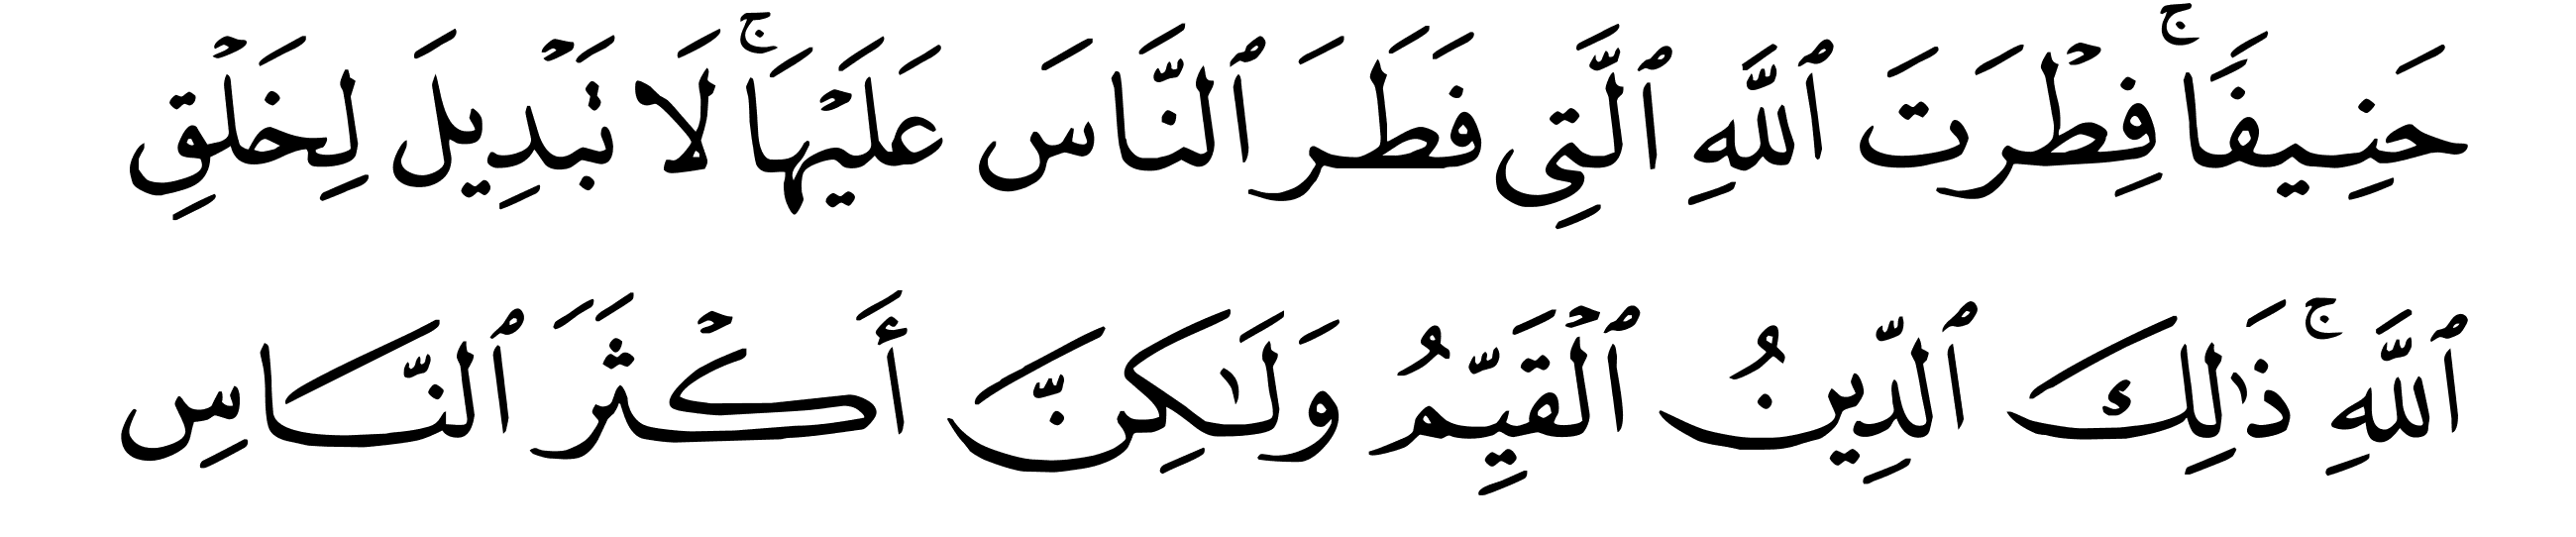 حَنِيفًاۚ فِطْرَتَ ٱللَّهِ ٱلَّتِي فَطَرَ ٱلنَّاسَ عَلَيْهَاۚ لَا تَبْدِيلَ لِخَلْقِ
ٱللَّهِۚ ذَٰلِكَ ٱلدِّينُ ٱلْقَيِّمُ وَلَٰكِنَّ أَكْثَرَ ٱلنَّاسِ